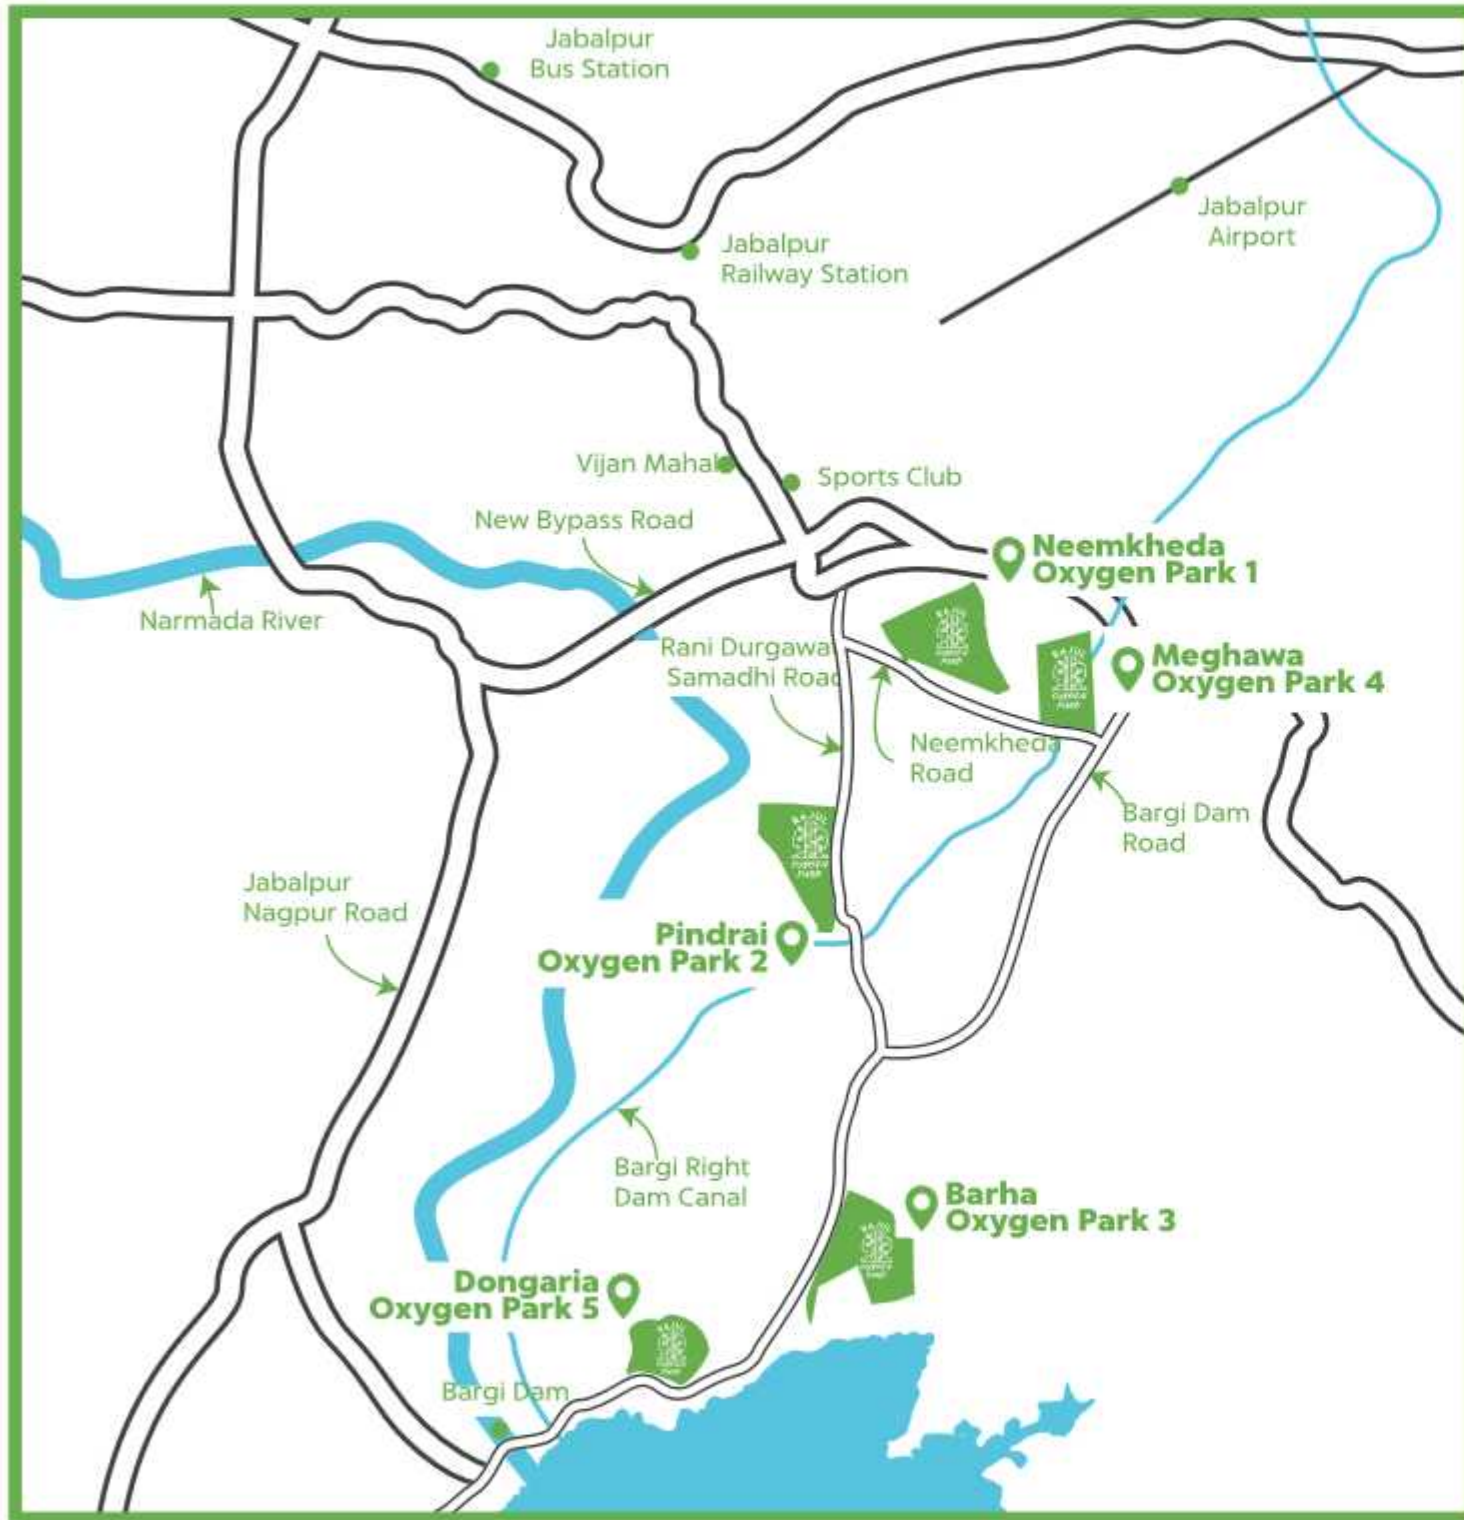 Jabalpur
Bus Station
Jabalpur
Airport
Jabalpur
Railway Station
Vijan Mahal
Sports Club
New Bypass Road
Neemkheda
Oxygen Park 1
Narmada River
Rani Durgawa
Samadhi Road
Meghawa
Oxygen Park 4
Neemkheda
Road
Bargi Dam
Road
Jabalpur
Nagpur Road
Pindrai
Oxygen Park 2
Bargi Right
Dam Canal
Barha
Oxygen Park 3
Dongaria
Oxygen Park 5
Bargi Dam